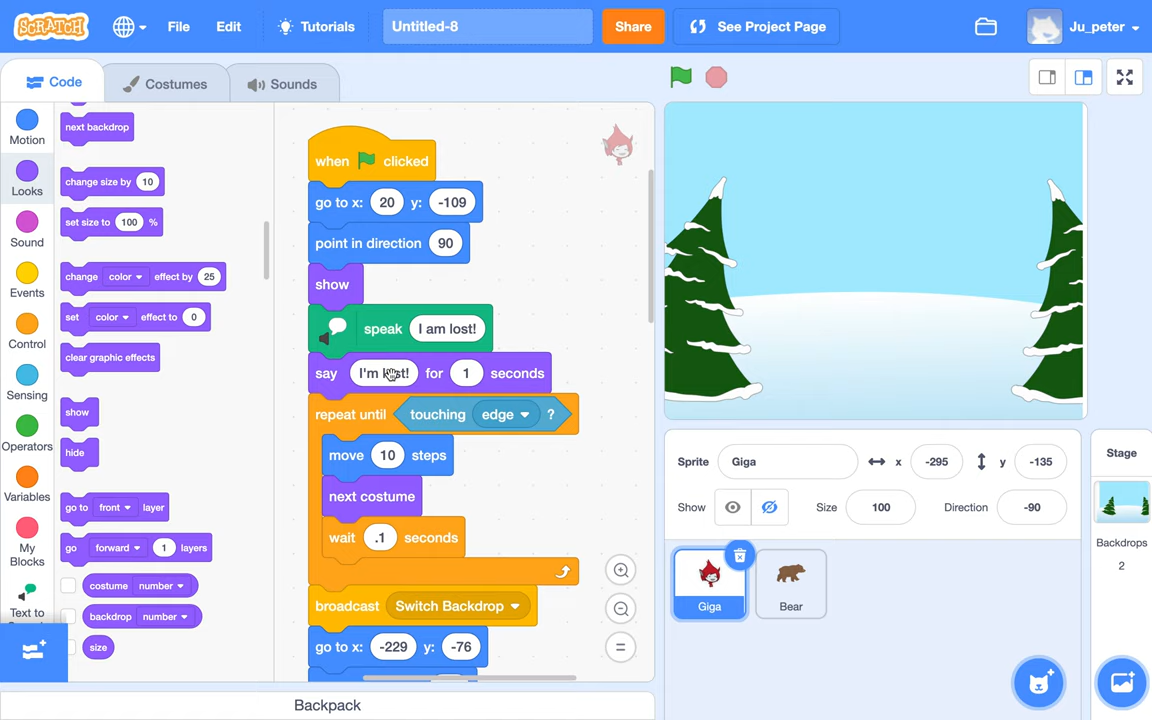 SCRATCH
File
Edit
Tutorials
Untitled-8
Share
See Project Page
Ju_peter
Code
Costumes
Sounds
Motion
Looks
Sound
Events
Control
Sensing
Operators
Variables
My
Blocks
Text to
next backdrop
change size by 10
set size to 100 %
change color effect by 25
set color effect to 0
clear graphic effects
show
hide
go to front layer
go forward 1 layers
costume number
backdrop number
size
when clicked
go to x: 20 y: -109
point in direction 90
show
speak I am lost!
say I'm lost! for 1 seconds
repeat until touching edge ?
move 10 steps
next costume
wait .1 seconds
broadcast Switch Backdrop
go to x: -229 y: -76
Backpack
Sprite Giga x -295 y -135
Show Size 100 Direction -90
Giga
Bear
Stage
Backdrops
2